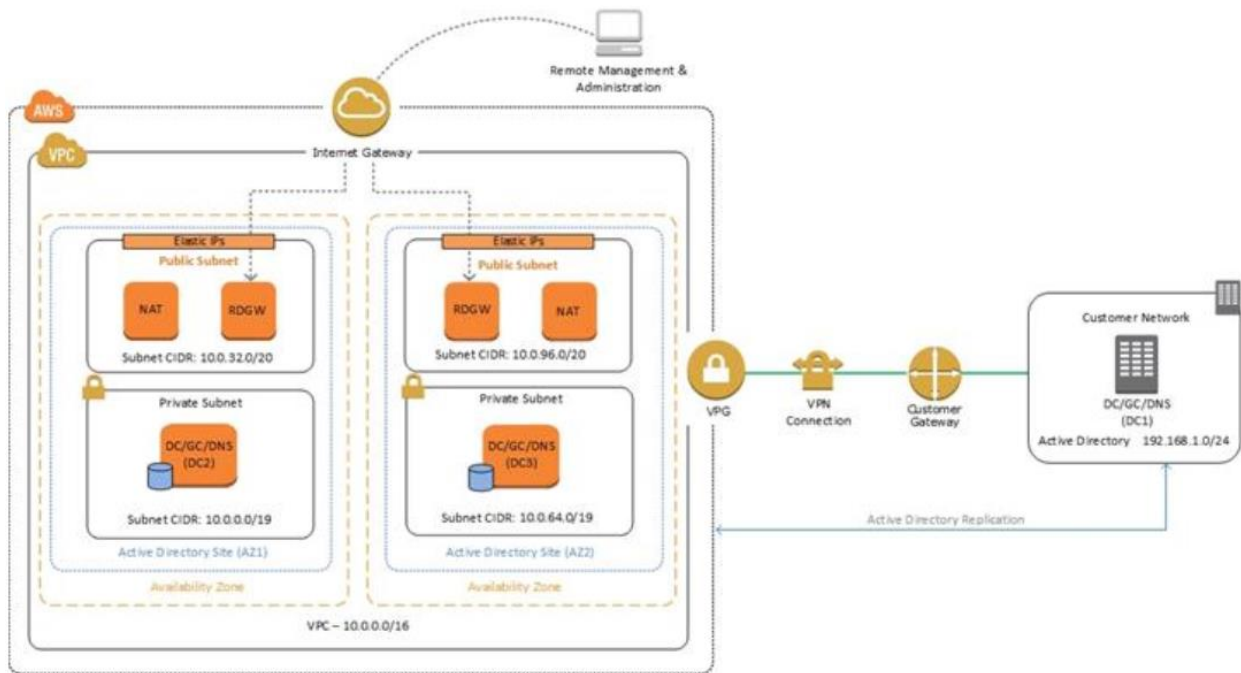 Remote Management &
Administration
AWS
VPC
Internet Gateway
Elastic IPs
Public Subnet
NAT
RDGW
Subnet CIDR: 10.0.32.0/20
Private Subnet
DC/GC/DNS
(DC2)
Subnet CIDR: 10.0.0.0/19
Active Directory Site (AZ1)
Availability Zone
Elastic IPs
Public Subnet
RDGW
NAT
Subnet CIDR: 10.0.96.0/20
Private Subnet
DC/GC/DNS
(DC3)
Subnet CIDR: 10.0.64.0/19
Active Directory Site (AZ2)
Availability Zone
VPC – 10.0.0.0/16
VPG
VPN
Connection
Customer
Gateway
Customer Network
DC/GC/DNS
(DC1)
Active Directory 192.168.1.0/24
Active Directory Replication